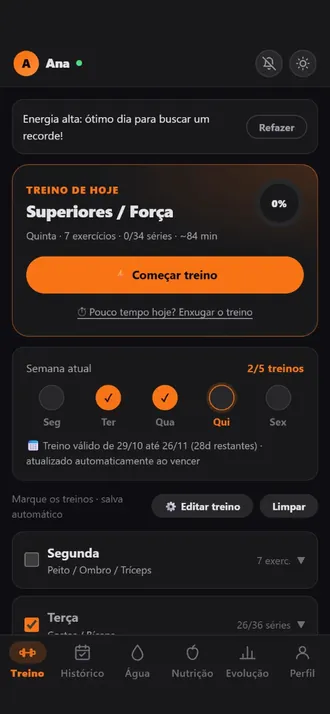 A Ana
Energia alta: ótimo dia para buscar um
recorde!
Refazer
TREINO DE HOJE
Superiores / Força
0%
Quinta · 7 exercícios · 0/34 séries · ~84 min
Começar treino
Pouco tempo hoje? Enxugar o treino
Semana atual
2/5 treinos
Seg Ter Qua Qui Sex
Treino válido de 29/10 até 26/11 (28d restantes) ·
atualizado automaticamente ao vencer
Marque os treinos · salva
automático
Editar treino
Limpar
Segunda
Peito / Ombro / Tríceps
7 exerc. ▼
Terça
26/36 séries ▼
Treino Histórico Água Nutrição Evolução Perfil